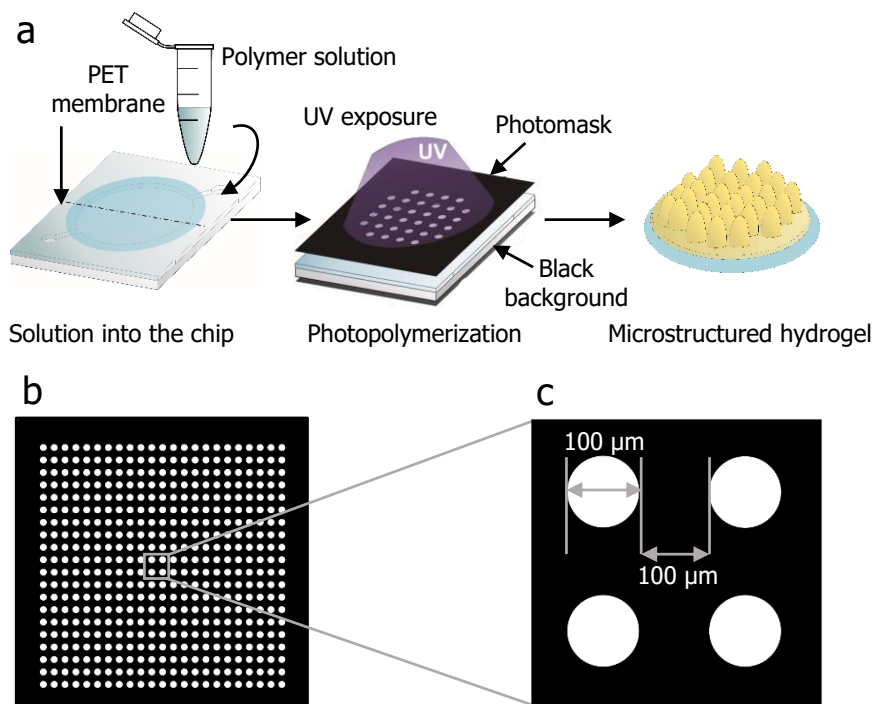 a
Polymer solution
PET
membrane
UV exposure
Photomask
UV
Black
background
Solution into the chip
Photopolymerization
Microstructured hydrogel
b
c
100 µm
100 µm